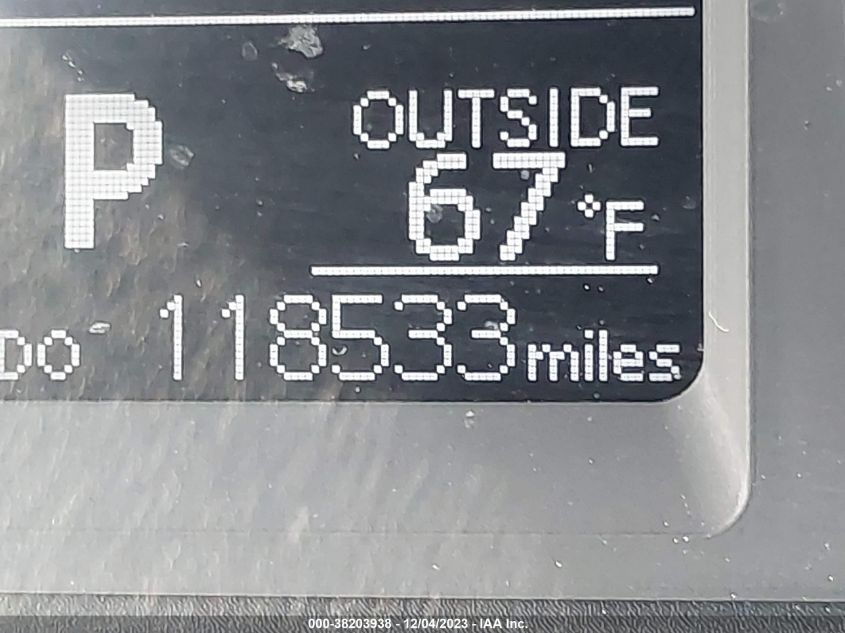 P
OUTSIDE
67 °F
DO 118533 miles
000-38203938 - 12/04/2023 - IAA Inc.